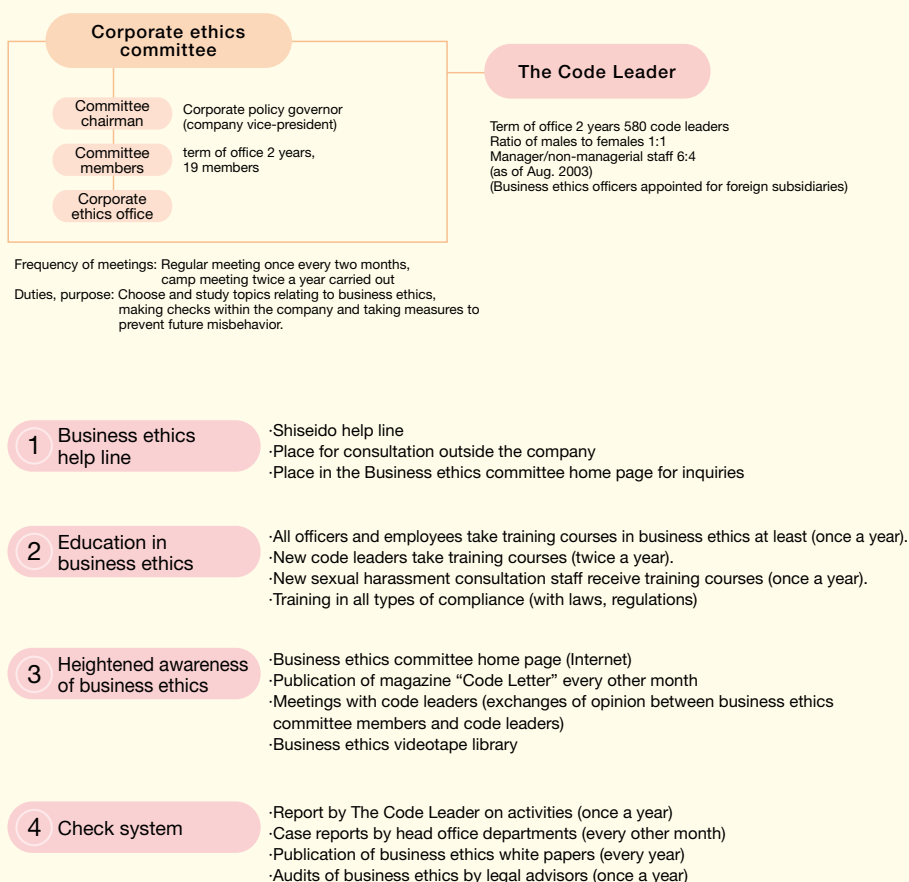 Corporate ethics
committee
Committee
chairman
Corporate policy governor
(company vice-president)
Committee
members
term of office 2 years,
19 members
Corporate
ethics office
The Code Leader
Term of office 2 years 580 code leaders
Ratio of males to females 1:1
Manager/non-managerial staff 6:4
(as of Aug. 2003)
(Business ethics officers appointed for foreign subsidiaries)
Frequency of meetings: Regular meeting once every two months,
camp meeting twice a year carried out
Duties, purpose: Choose and study topics relating to business ethics,
making checks within the company and taking measures to
prevent future misbehavior.
1 Business ethics
help line
·Shiseido help line
·Place for consultation outside the company
·Place in the Business ethics committee home page for inquiries
2 Education in
business ethics
·All officers and employees take training courses in business ethics at least (once a year).
·New code leaders take training courses (twice a year).
·New sexual harassment consultation staff receive training courses (once a year).
·Training in all types of compliance (with laws, regulations)
3 Heightened awareness
of business ethics
·Business ethics committee home page (Internet)
·Publication of magazine “Code Letter” every other month
·Meetings with code leaders (exchanges of opinion between business ethics
committee members and code leaders)
·Business ethics videotape library
4 Check system
·Report by The Code Leader on activities (once a year)
·Case reports by head office departments (every other month)
·Publication of business ethics white papers (every year)
·Audits of business ethics by legal advisors (once a year)